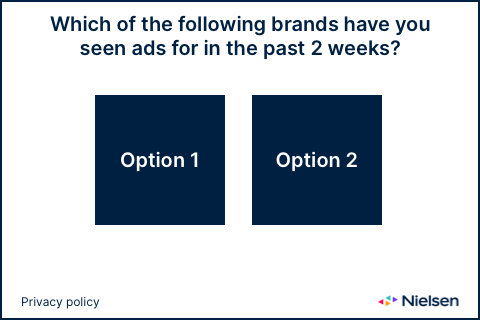 Which of the following brands have you
seen ads for in the past 2 weeks?
Option 1
Option 2
Privacy policy
Nielsen